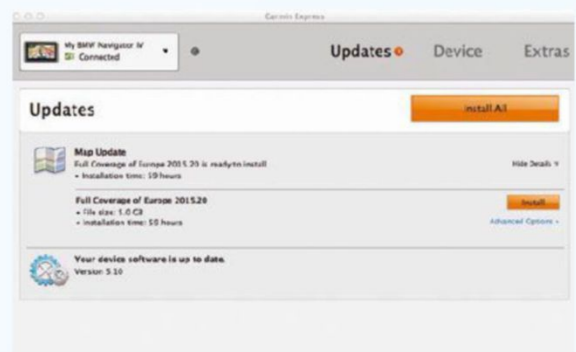 Garmin Express
My BMW Navigator IV
Connected
Updates
Device
Extras
Updates
Install All
Map Update
Full Coverage of Europe 2015.20 is ready to install
• Installation time: 59 hours
Hide Details
Full Coverage of Europe 2015.20
• File size: 1.0 GB
• Installation time: 59 hours
Install
Advanced Options
Your device software is up to date.
Version 5.10